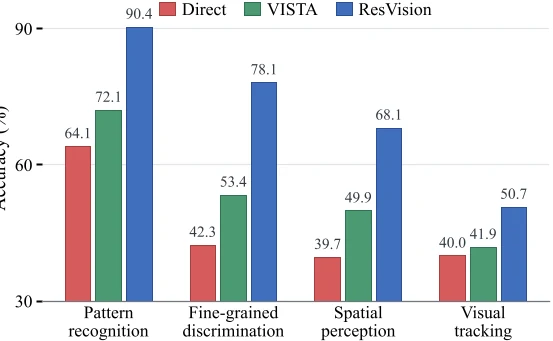 Direct VISTA ResVision
Accuracy (%)
90
60
30
64.1 72.1 90.4
42.3 53.4 78.1
39.7 49.9 68.1
40.0 41.9 50.7
Pattern recognition
Fine-grained discrimination
Spatial perception
Visual tracking